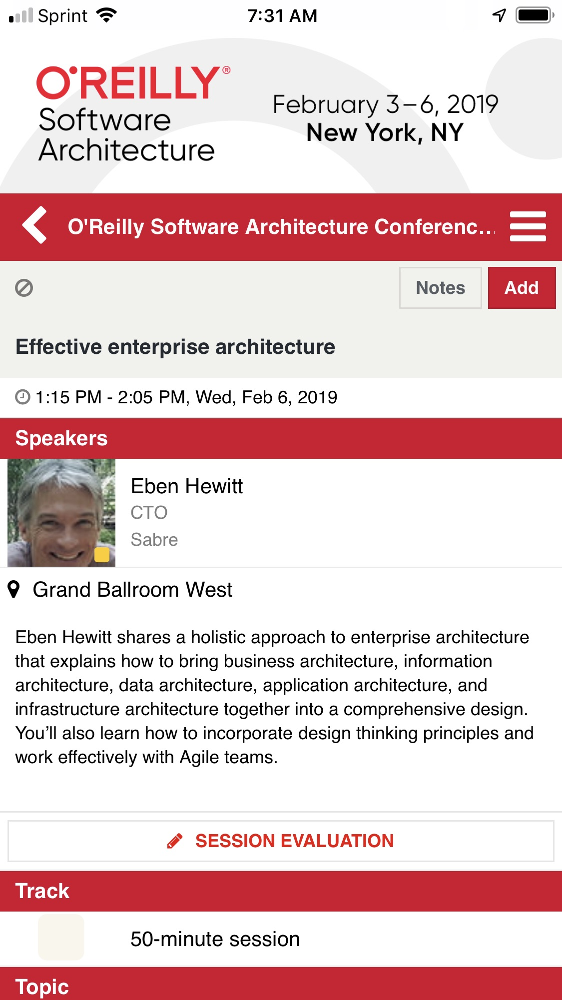 Sprint 7:31 AM
O'REILLY®
Software
Architecture
February 3–6, 2019
New York, NY
O'Reilly Software Architecture Conferenc...
Notes Add
Effective enterprise architecture
1:15 PM - 2:05 PM, Wed, Feb 6, 2019
Speakers
Eben Hewitt
CTO
Sabre
Grand Ballroom West
Eben Hewitt shares a holistic approach to enterprise architecture
that explains how to bring business architecture, information
architecture, data architecture, application architecture, and
infrastructure architecture together into a comprehensive design.
You’ll also learn how to incorporate design thinking principles and
work effectively with Agile teams.
SESSION EVALUATION
Track
50-minute session
Topic